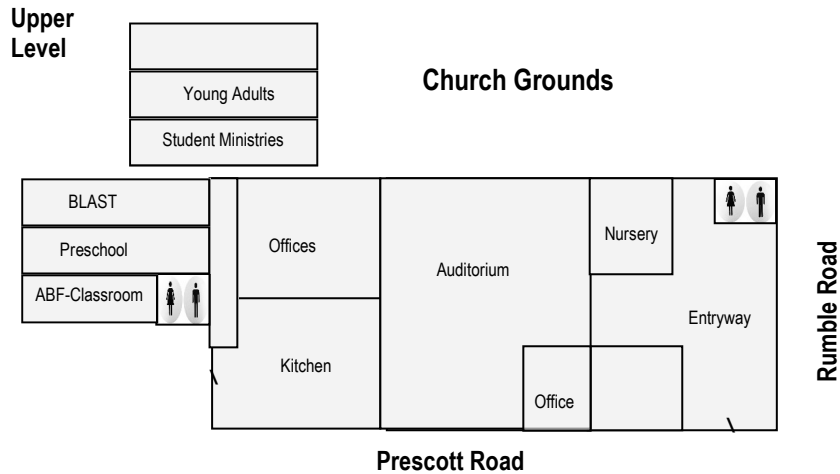 Upper
Level
Church Grounds
Young Adults
Student Ministries
BLAST
Preschool
ABF-Classroom
Offices
Kitchen
Auditorium
Nursery
Entryway
Office
Rumble Road
Prescott Road